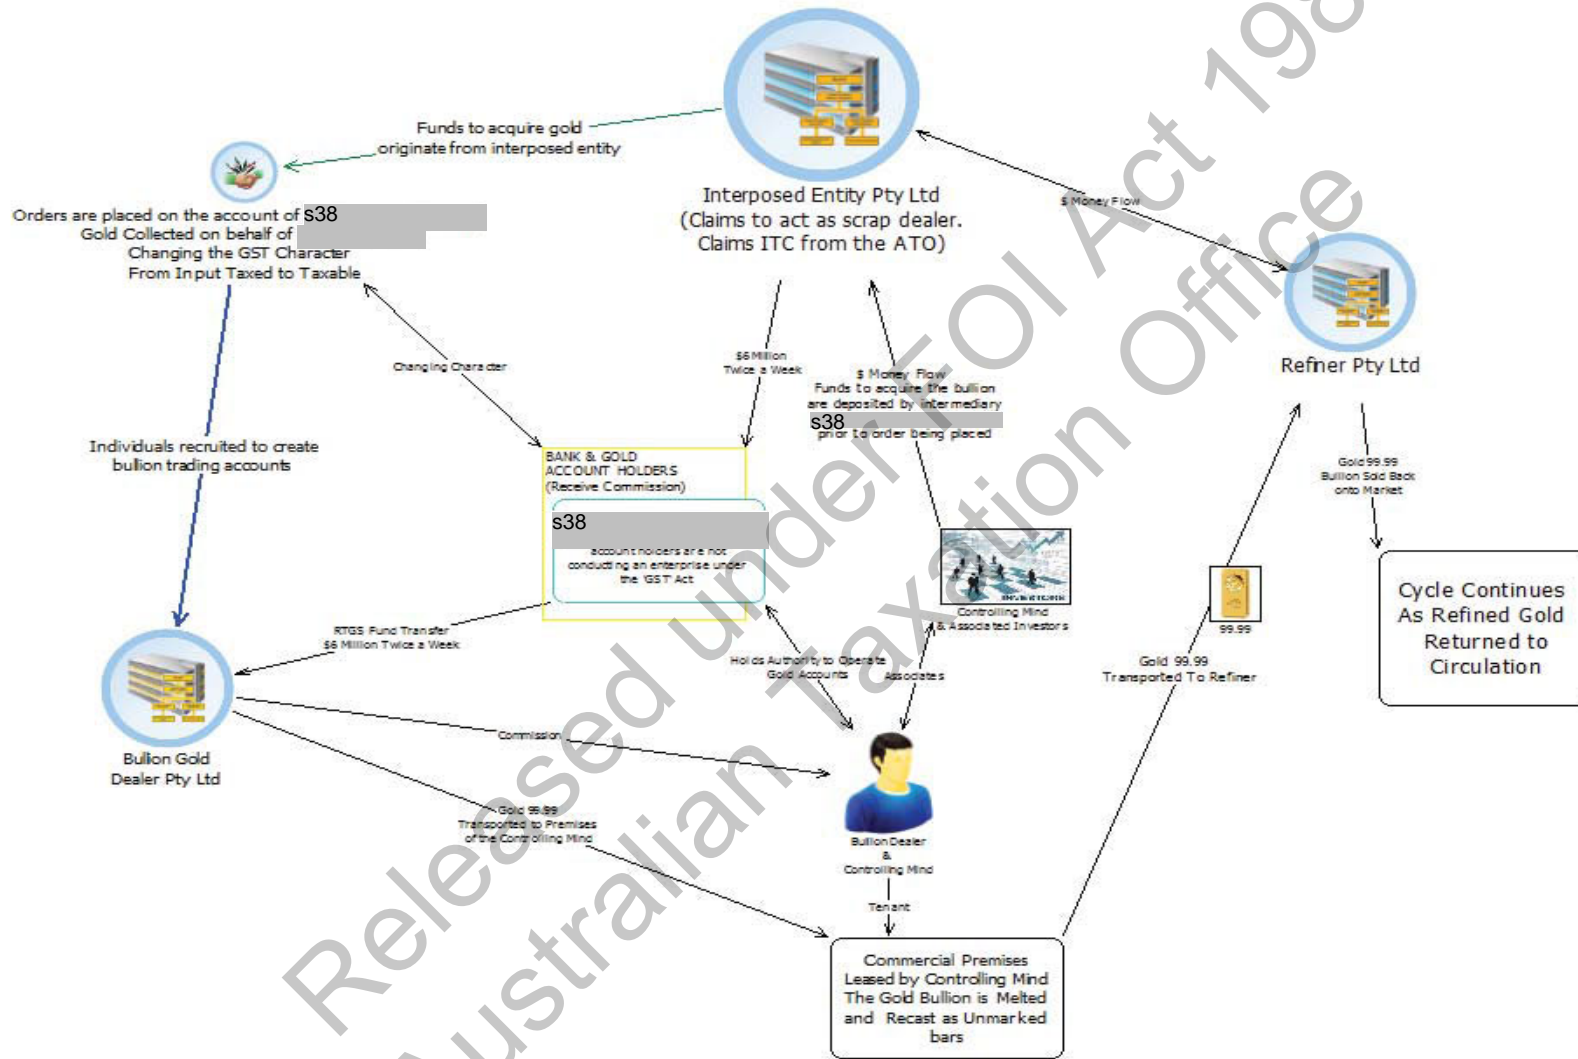 Funds to acquire gold
originate from interposed entity
Orders are placed on the account of s38
Gold Collected on behalf of
Changing the GST Character
From Input Taxed to Taxable
Interposed Entity Pty Ltd
(Claims to act as scrap dealer.
Claims ITC from the ATO)
$ Money Flow
Refiner Pty Ltd
Changing Character
$6 Million
Twice a Week
$ Money Flow
Funds to acquire the bullion
are deposited by intermediary
s38
prior to order being placed
Individuals recruited to create
bullion trading accounts
BANK & GOLD
ACCOUNT HOLDERS
(Receive Commission)
s38
account holders are not
conducting an enterprise under
the 'GST' Act
Gold 99.99
Bullion Sold Back
onto Market
INVESTORS
Controlling Mind
& Associated Investors
99.99
Cycle Continues
As Refined Gold
Returned to
Circulation
RTGS Fund Transfer
$6 Million Twice a Week
Holds Authority to Operate
Gold Accounts
Associates
Gold 99.99
Transported To Refiner
Bullion Gold
Dealer Pty Ltd
Commission
Gold 99.99
Transported to Premises
of the Controlling Mind
Bullion Dealer
&
Controlling Mind
Tenant
Commercial Premises
Leased by Controlling Mind
The Gold Bullion is Melted
and Recast as Unmarked
bars
Released under FOI Act 198
Australian Taxation Office